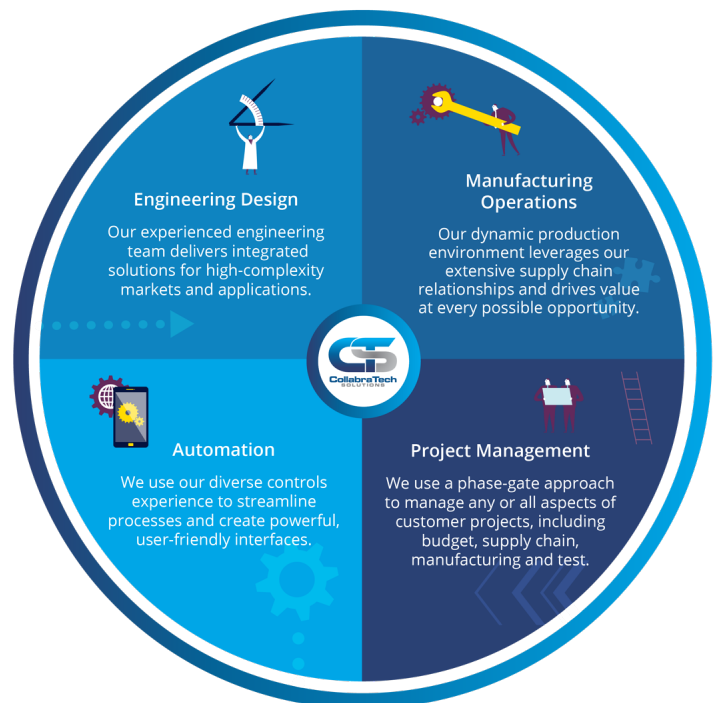 Engineering Design
Our experienced engineering
team delivers integrated
solutions for high-complexity
markets and applications.
Manufacturing
Operations
Our dynamic production
environment leverages our
extensive supply chain
relationships and drives value
at every possible opportunity.
CTS
CollabraTech
SOLUTIONS
Automation
We use our diverse controls
experience to streamline
processes and create powerful,
user-friendly interfaces.
Project Management
We use a phase-gate approach
to manage any or all aspects of
customer projects, including
budget, supply chain,
manufacturing and test.